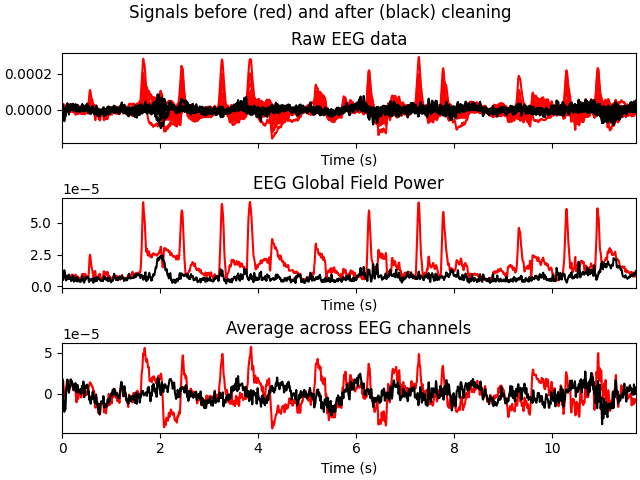 Signals before (red) and after (black) cleaning
Raw EEG data
0.0002
0.0000
Time (s)
EEG Global Field Power
1e−5
5.0
2.5
0.0
Time (s)
Average across EEG channels
1e−5
5
0
0 2 4 6 8 10
Time (s)